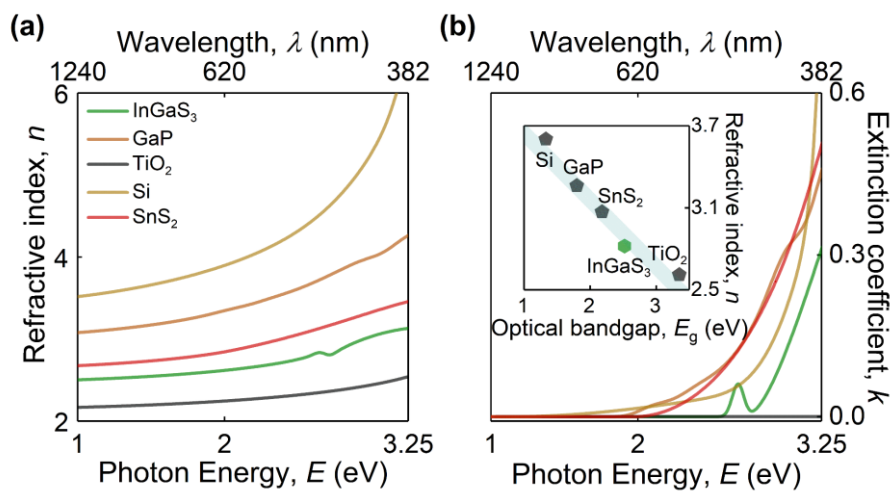 (a)
Wavelength, λ (nm)
1240 620 382
6
4
2
Refractive index, n
InGaS₃
GaP
TiO₂
Si
SnS₂
1 2 3.25
Photon Energy, E (eV)
(b)
Wavelength, λ (nm)
1240 620 382
0.6
0.3
0.0
Extinction coefficient, k
3.7
3.1
2.5
Refractive index, n
Si
GaP
SnS₂
InGaS₃
TiO₂
1 2 3
Optical bandgap, Eg (eV)
1 2 3.25
Photon Energy, E (eV)